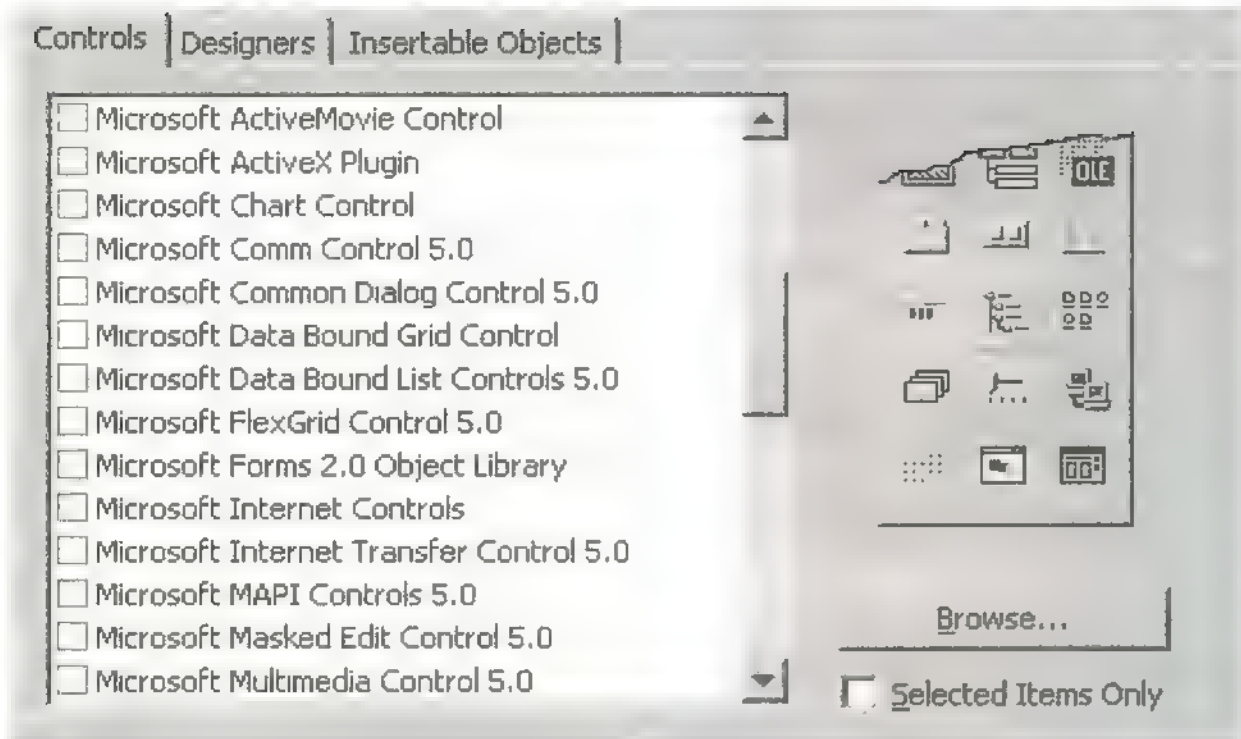 Controls Designers Insertable Objects
Microsoft ActiveMovie Control
Microsoft ActiveX Plugin
Microsoft Chart Control
Microsoft Comm Control 5.0
Microsoft Common Dialog Control 5.0
Microsoft Data Bound Grid Control
Microsoft Data Bound List Controls 5.0
Microsoft FlexGrid Control 5.0
Microsoft Forms 2.0 Object Library
Microsoft Internet Controls
Microsoft Internet Transfer Control 5.0
Microsoft MAPI Controls 5.0
Microsoft Masked Edit Control 5.0
Microsoft Multimedia Control 5.0
OLE
Browse...
Selected Items Only